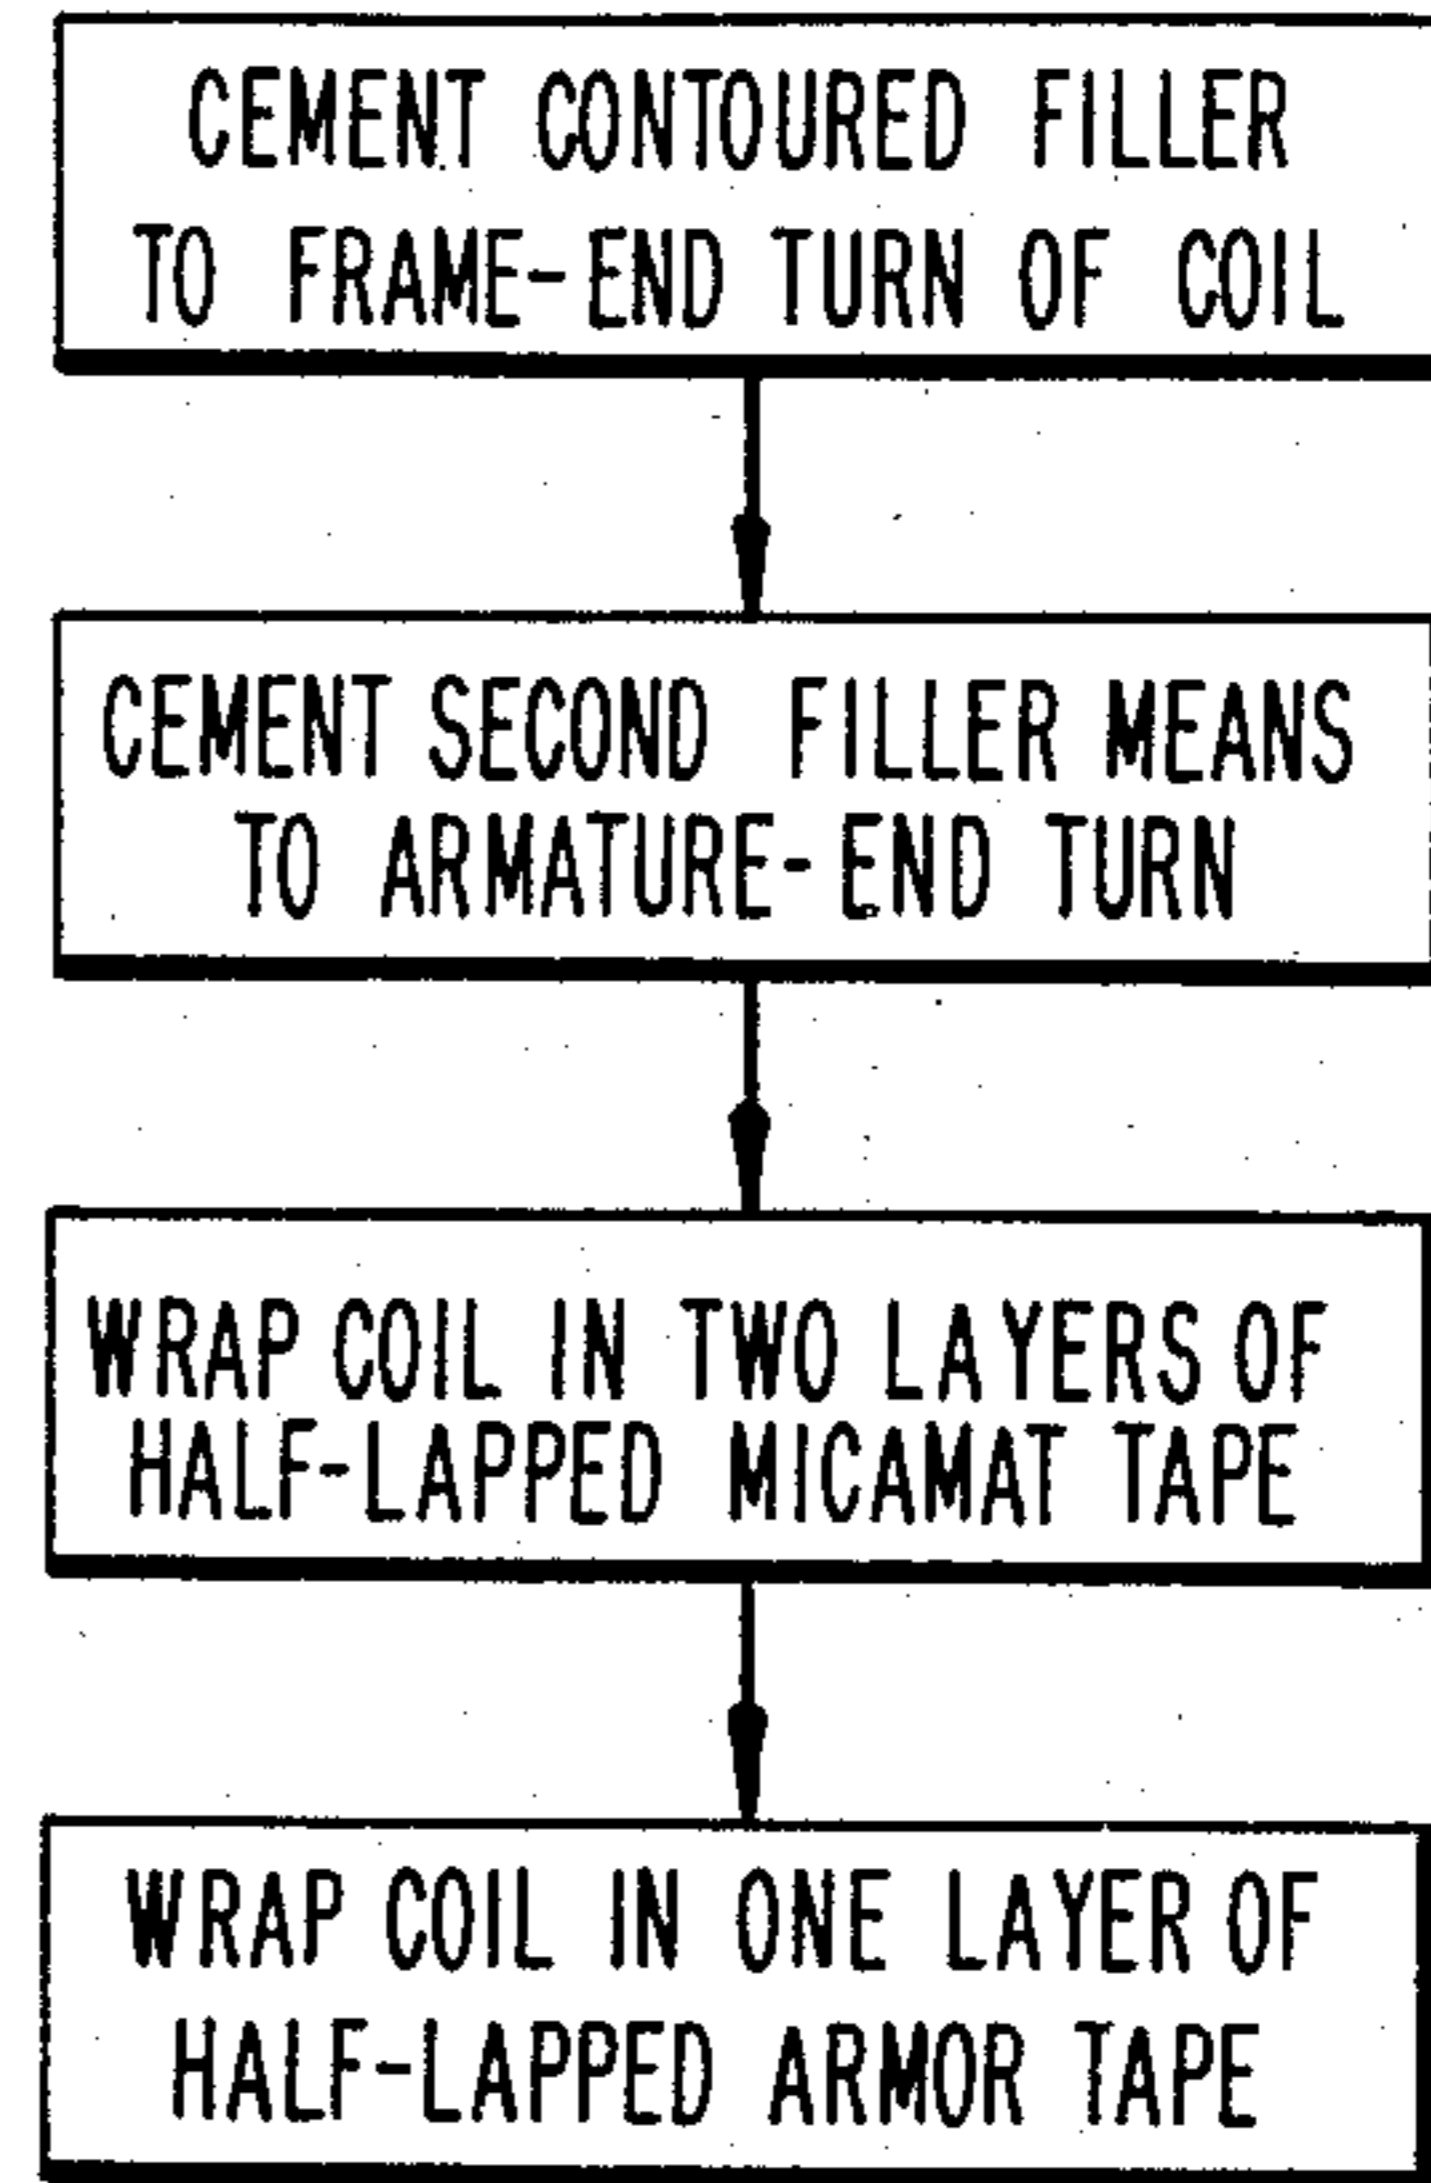 CEMENT CONTOURED FILLER
TO FRAME-END TURN OF COIL
CEMENT SECOND FILLER MEANS
TO ARMATURE-END TURN
WRAP COIL IN TWO LAYERS OF
HALF-LAPPED MICAMAT TAPE
WRAP COIL IN ONE LAYER OF
HALF-LAPPED ARMOR TAPE